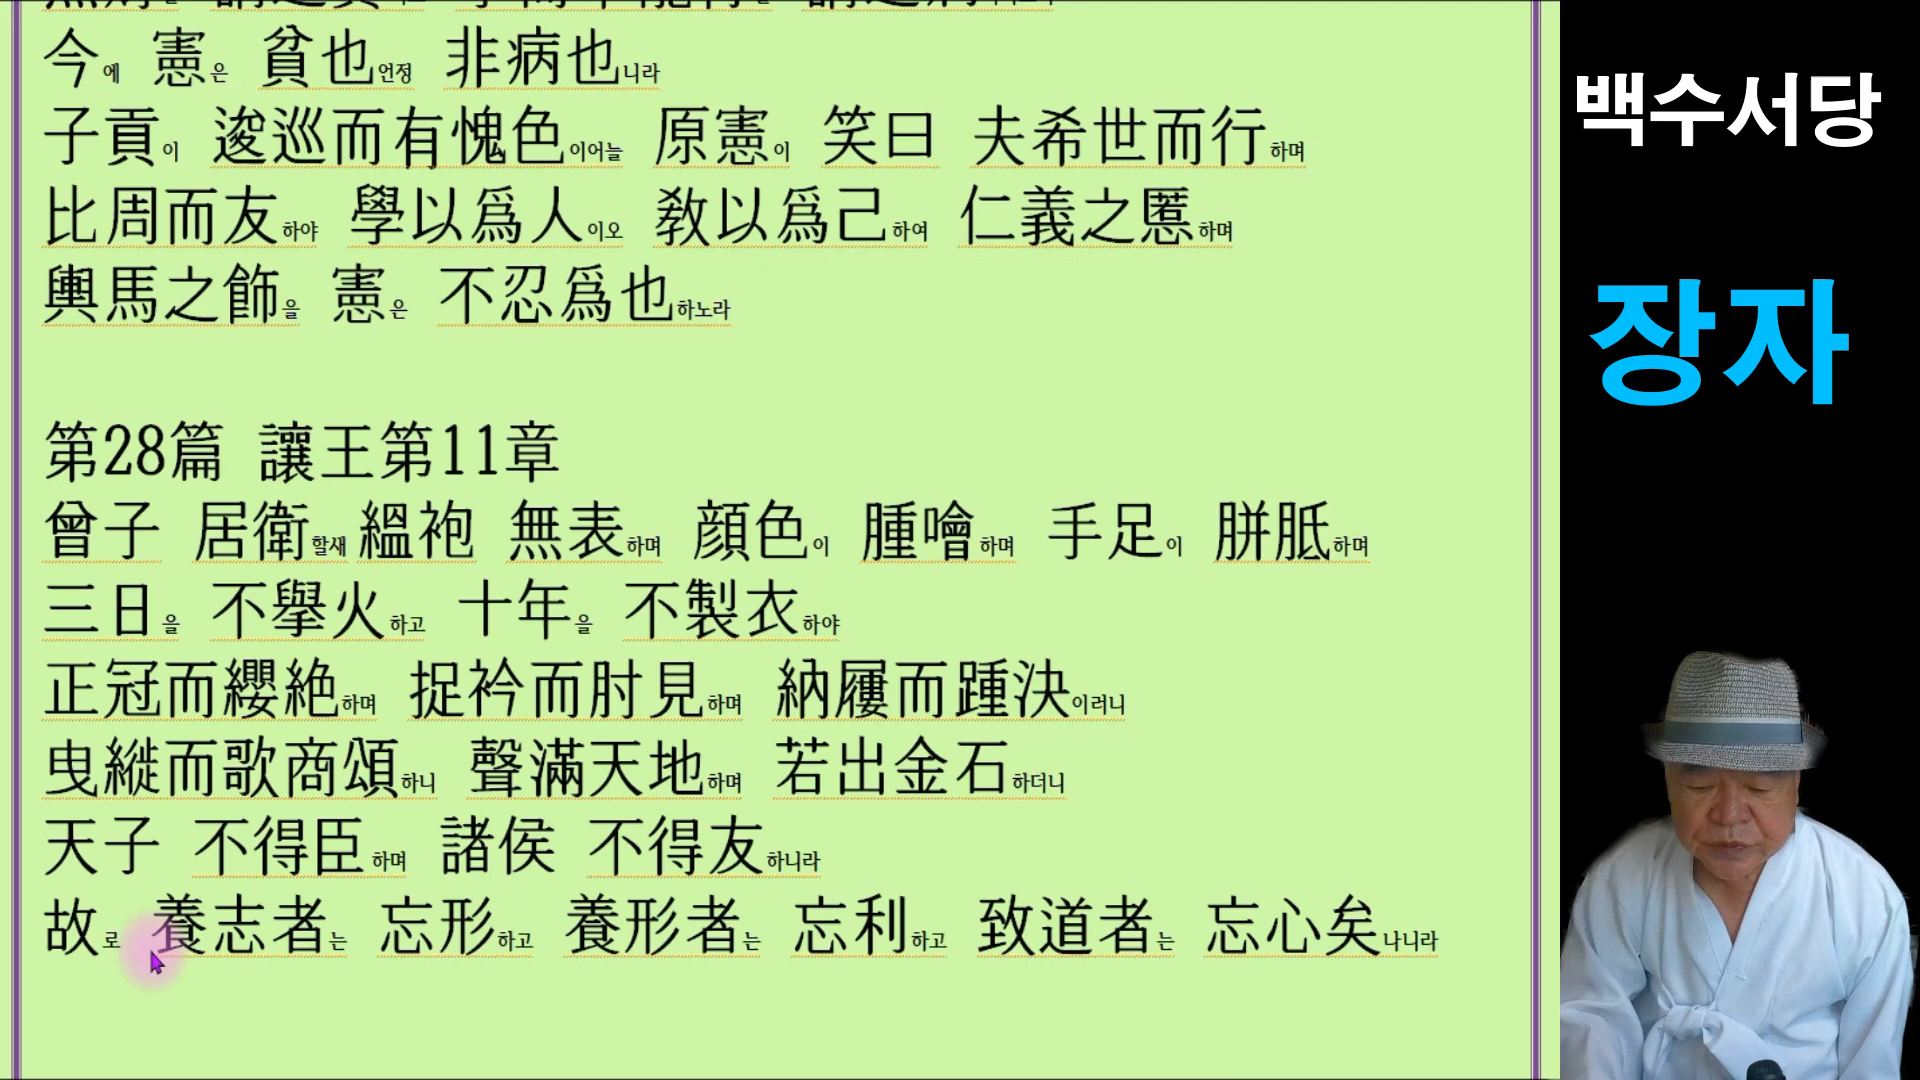 今에 憲은 貧也언정 非病也니라
子貢이 逡巡而有愧色이어늘 原憲이 笑曰 夫希世而行하며
比周而友하야 學以爲人이오 敎以爲己하여 仁義之慝하며
輿馬之飾을 憲은 不忍爲也하노라
第28篇 讓王第11章
曾子 居衛할새 縕袍 無表하며 顔色이 腫噲하며 手足이 胼胝하며
三日을 不擧火하고 十年을 不製衣하야
正冠而纓絶하며 捉衿而肘見하며 納屨而踵決이러니
曳縰而歌商頌하니 聲滿天地하며 若出金石하더니
天子 不得臣하며 諸侯 不得友하니라
故로 養志者는 忘形하고 養形者는 忘利하고 致道者는 忘心矣나니라
백수서당
장자